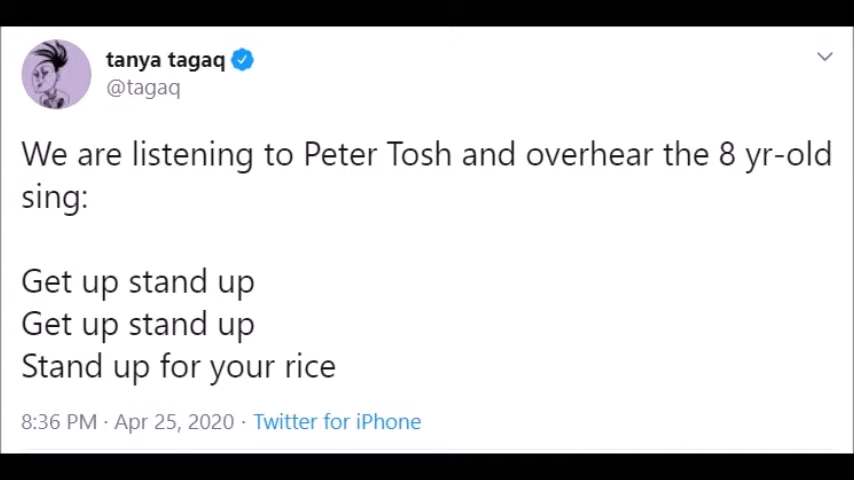 tanya tagaq
@tagaq
We are listening to Peter Tosh and overhear the 8 yr-old
sing:
Get up stand up
Get up stand up
Stand up for your rice
8:36 PM · Apr 25, 2020 · Twitter for iPhone